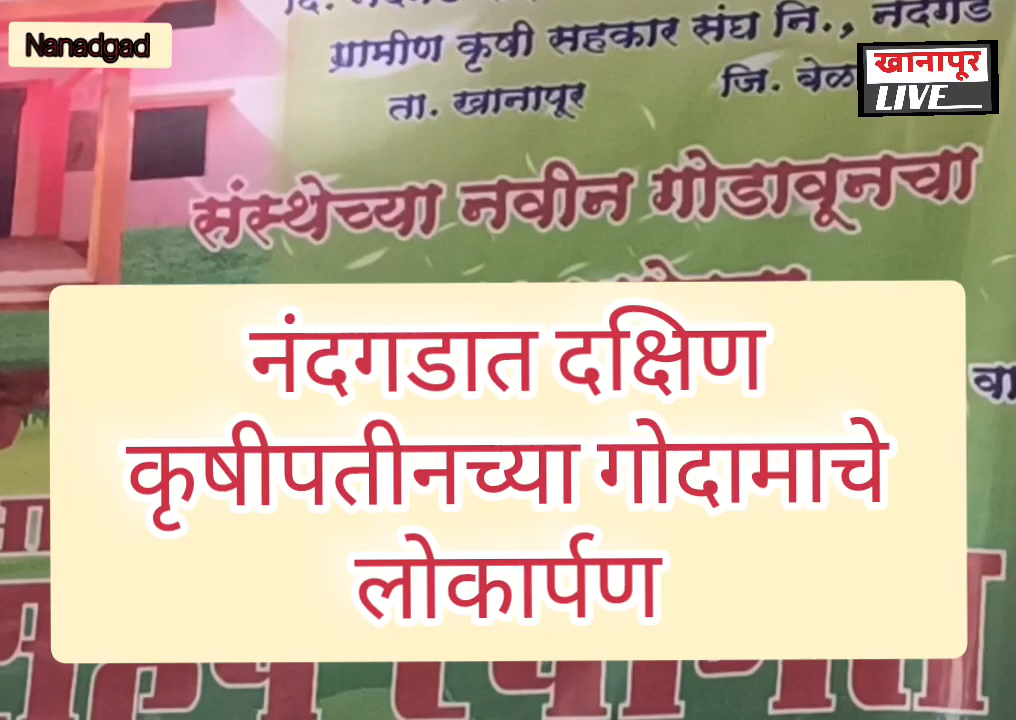 Nanadgad
ग्रामीण कृषी सहकार संघ नि., नंदगड
ता. खानापूर जि. बेळ
खानापूर
LIVE
संस्थेच्या नवीन गोडावूनचा
नंदगडात दक्षिण
कृषीपतीनच्या गोदामाचे
लोकार्पण